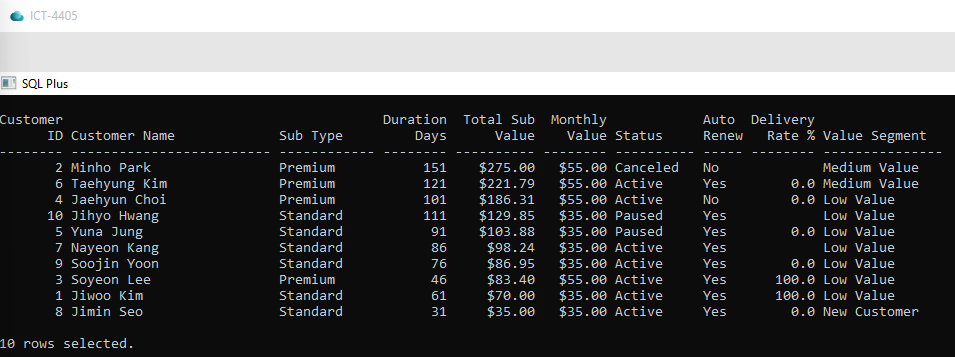 ICT-4405
SQL Plus
Customer Duration Total Sub Monthly Auto Delivery
ID Customer Name Sub Type Days Value Value Status Renew Rate % Value Segment
-------- ------------------------- ---------- -------- --------- -------- ---------- ----- -------- ---------------
2 Minho Park Premium 151 $275.00 $55.00 Canceled No Medium Value
6 Taehyung Kim Premium 121 $221.79 $55.00 Active Yes 0.0 Medium Value
4 Jaehyun Choi Premium 101 $186.31 $55.00 Active No 0.0 Low Value
10 Jihyo Hwang Standard 111 $129.85 $35.00 Paused Yes Low Value
5 Yuna Jung Standard 91 $103.88 $35.00 Paused Yes 0.0 Low Value
7 Nayeon Kang Standard 86 $98.24 $35.00 Active Yes Low Value
9 Soojin Yoon Standard 76 $86.95 $35.00 Active Yes 0.0 Low Value
3 Soyeon Lee Premium 46 $83.40 $55.00 Active Yes 100.0 Low Value
1 Jiwoo Kim Standard 61 $70.00 $35.00 Active Yes 100.0 Low Value
8 Jimin Seo Standard 31 $35.00 $35.00 Active Yes 0.0 New Customer
10 rows selected.